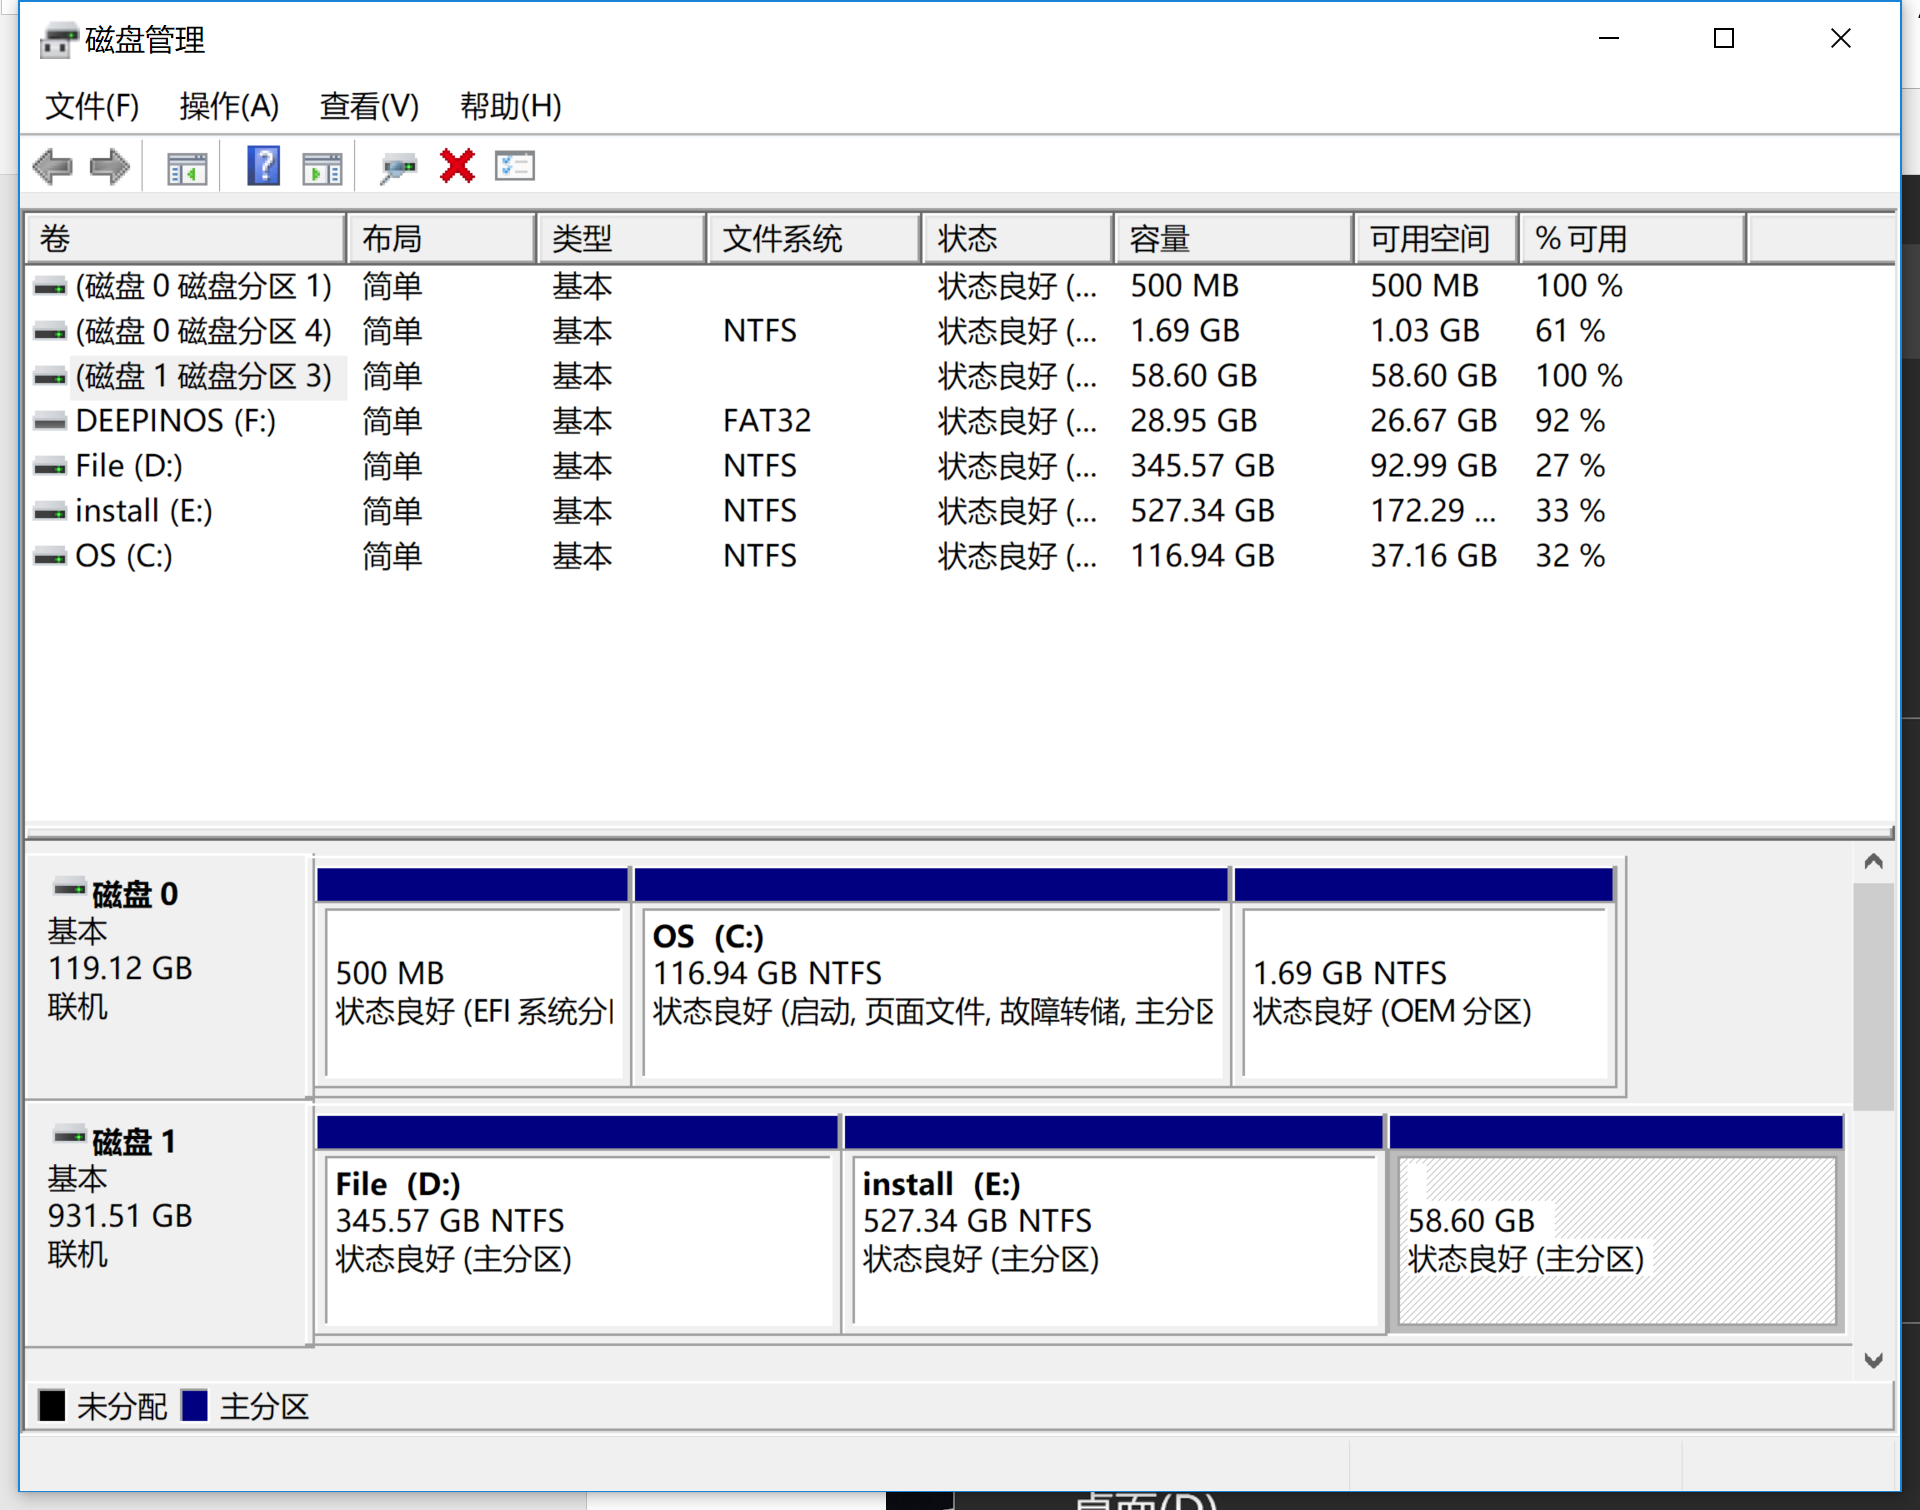 磁盘管理
文件(F) 操作(A) 查看(V) 帮助(H)
卷 布局 类型 文件系统 状态 容量 可用空间 % 可用
(磁盘 0 磁盘分区 1) 简单 基本 状态良好 (... 500 MB 500 MB 100 %
(磁盘 0 磁盘分区 4) 简单 基本 NTFS 状态良好 (... 1.69 GB 1.03 GB 61 %
(磁盘 1 磁盘分区 3) 简单 基本 状态良好 (... 58.60 GB 58.60 GB 100 %
DEEPINOS (F:) 简单 基本 FAT32 状态良好 (... 28.95 GB 26.67 GB 92 %
File (D:) 简单 基本 NTFS 状态良好 (... 345.57 GB 92.99 GB 27 %
install (E:) 简单 基本 NTFS 状态良好 (... 527.34 GB 172.29 ... 33 %
OS (C:) 简单 基本 NTFS 状态良好 (... 116.94 GB 37.16 GB 32 %
磁盘 0
基本
119.12 GB
联机
500 MB
状态良好 (EFI 系统分
OS (C:)
116.94 GB NTFS
状态良好 (启动, 页面文件, 故障转储, 主分区
1.69 GB NTFS
状态良好 (OEM 分区)
磁盘 1
基本
931.51 GB
联机
File (D:)
345.57 GB NTFS
状态良好 (主分区)
install (E:)
527.34 GB NTFS
状态良好 (主分区)
58.60 GB
状态良好 (主分区)
未分配 主分区
桌面(D)